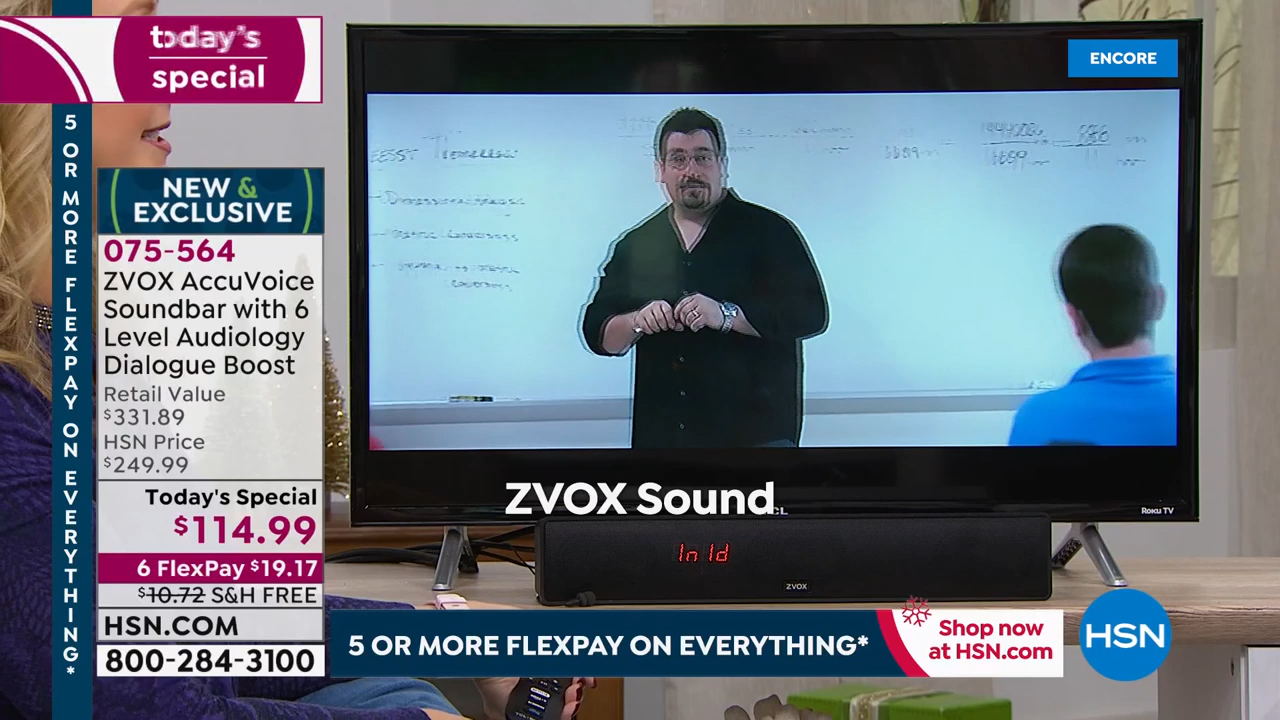 today's
special
ENCORE
5 OR MORE FLEXPAY ON EVERYTHING*
NEW &
EXCLUSIVE
075-564
ZVOX AccuVoice
Soundbar with 6
Level Audiology
Dialogue Boost
Retail Value
$331.89
HSN Price
$249.99
Today's Special
$114.99
6 FlexPay $19.17
$10.72 S&H FREE
HSN.COM
800-284-3100
ZVOX Sound
CL
Roku TV
ZVOX
5 OR MORE FLEXPAY ON EVERYTHING*
Shop now
at HSN.com
HSN